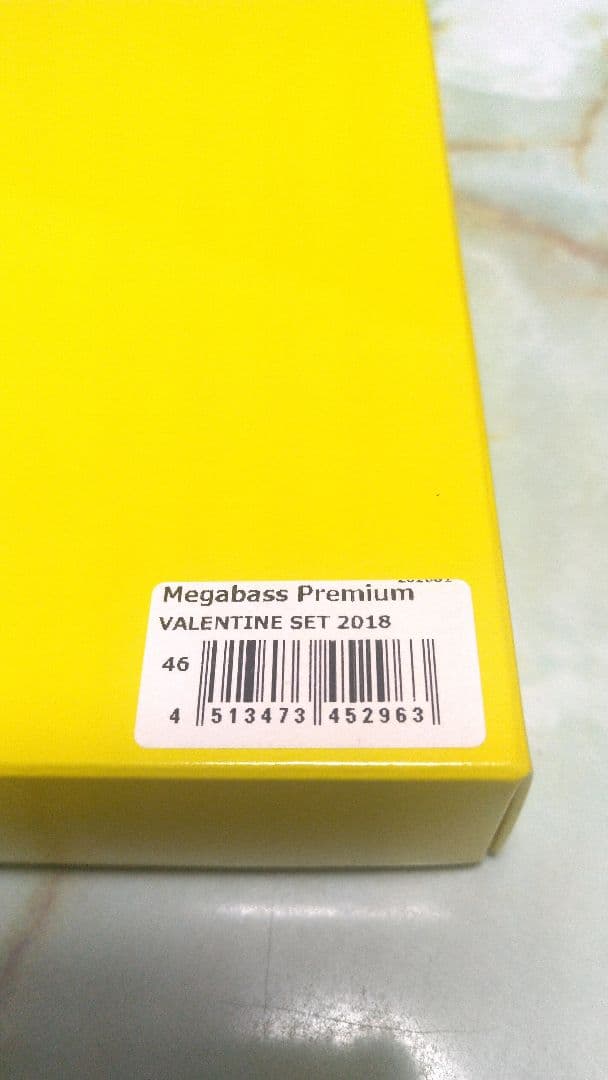 Megabass Premium
VALENTINE SET 2018
46
4 513473 452963